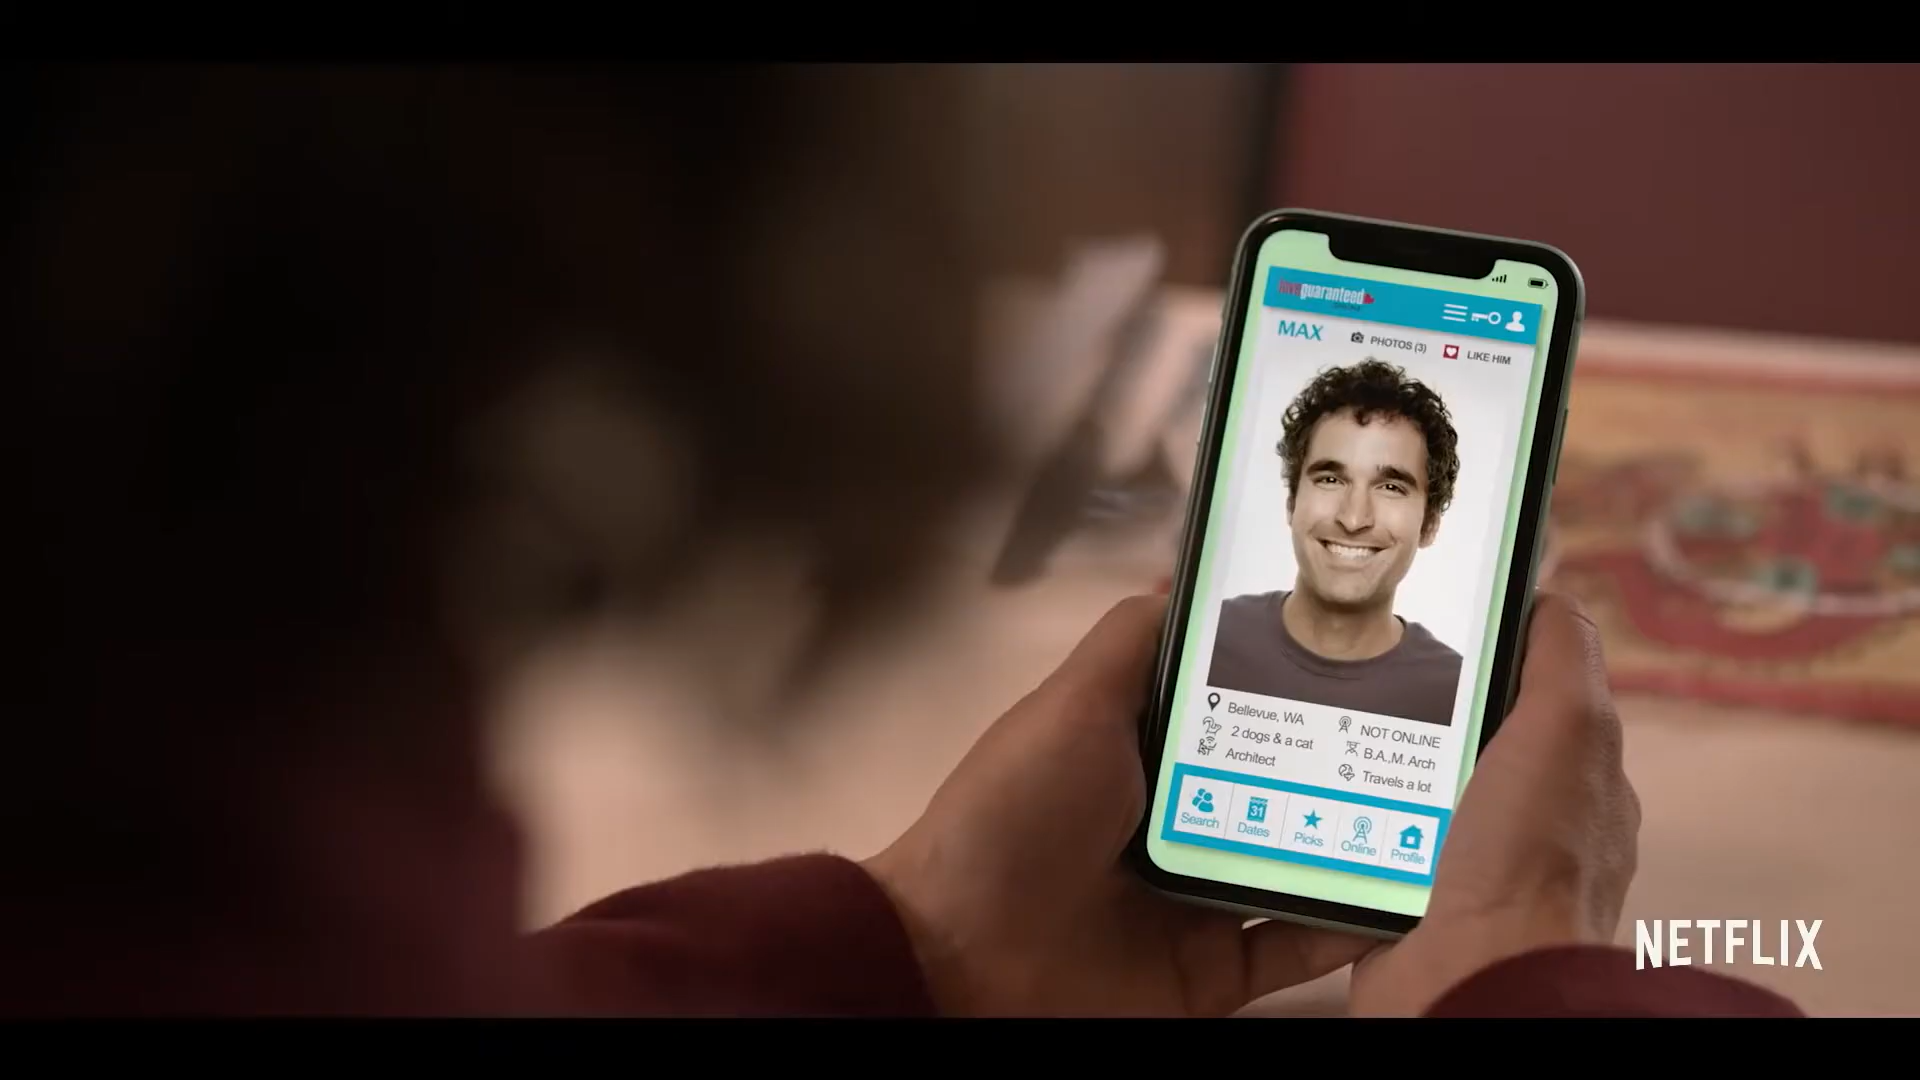 loveguaranteed
MAX
PHOTOS (3)
LIKE HIM
Bellevue, WA
NOT ONLINE
2 dogs & a cat
B.A.,M. Arch
Architect
Travels a lot
31
Search
Dates
Picks
Online
Profile
NETFLIX